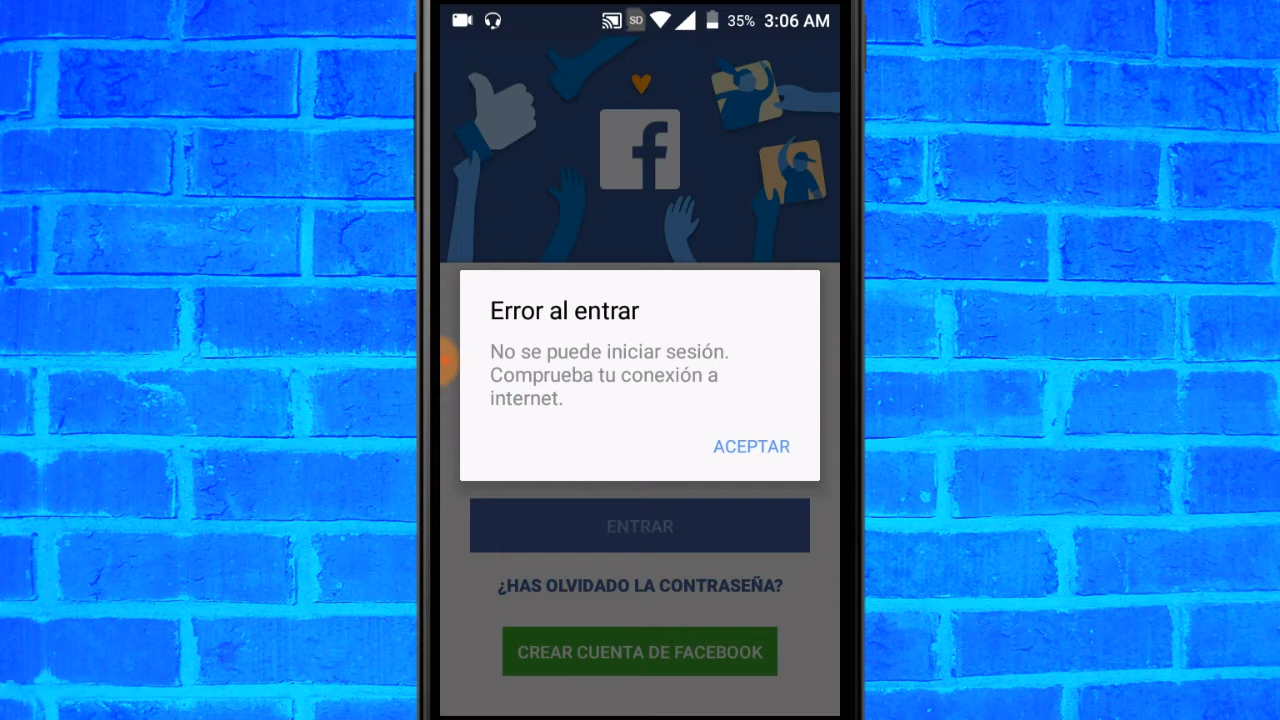 SD 35% 3:06 AM
f
Error al entrar
No se puede iniciar sesión.
Comprueba tu conexión a
internet.
ACEPTAR
ENTRAR
¿HAS OLVIDADO LA CONTRASEÑA?
CREAR CUENTA DE FACEBOOK